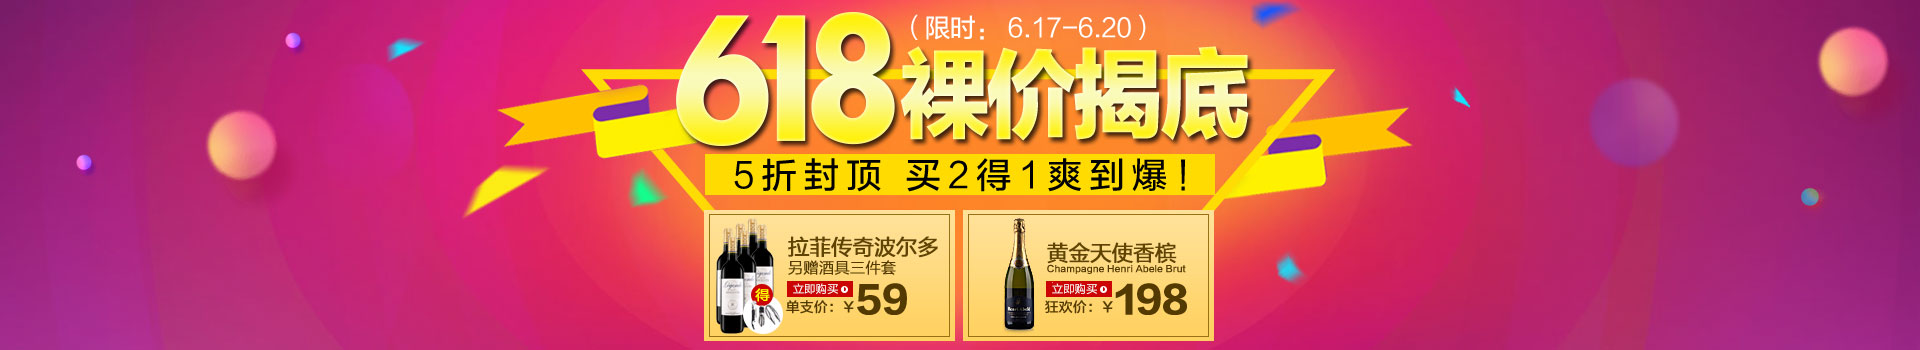 (限时：6.17-6.20)
618裸价揭底
5折封顶 买2得1爽到爆！
拉菲传奇波尔多
另赠酒具三件套
立即购买
单支价：¥59
得
黄金天使香槟
Champagne Henri Abele Brut
立即购买
狂欢价：¥198